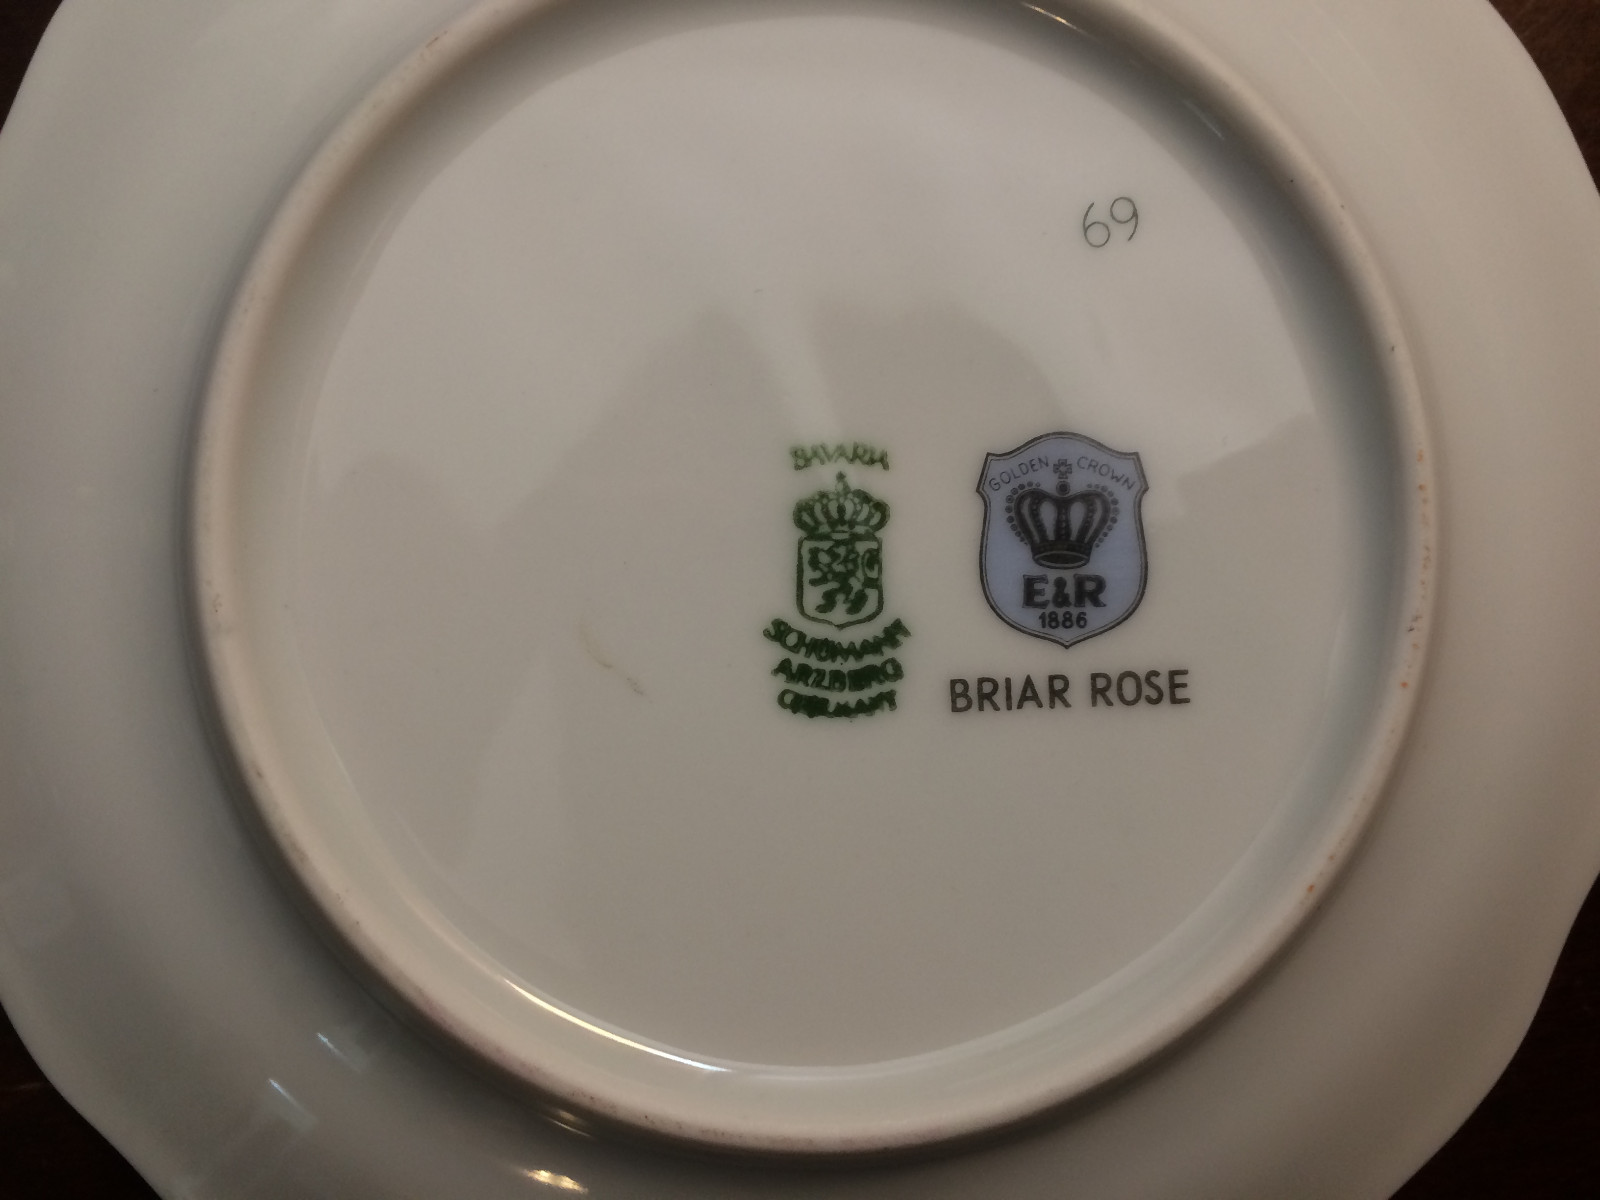 69
BAVARIA
SCHUMANN
ARZBERG
GERMANY
GOLDEN CROWN
E&R
1886
BRIAR ROSE